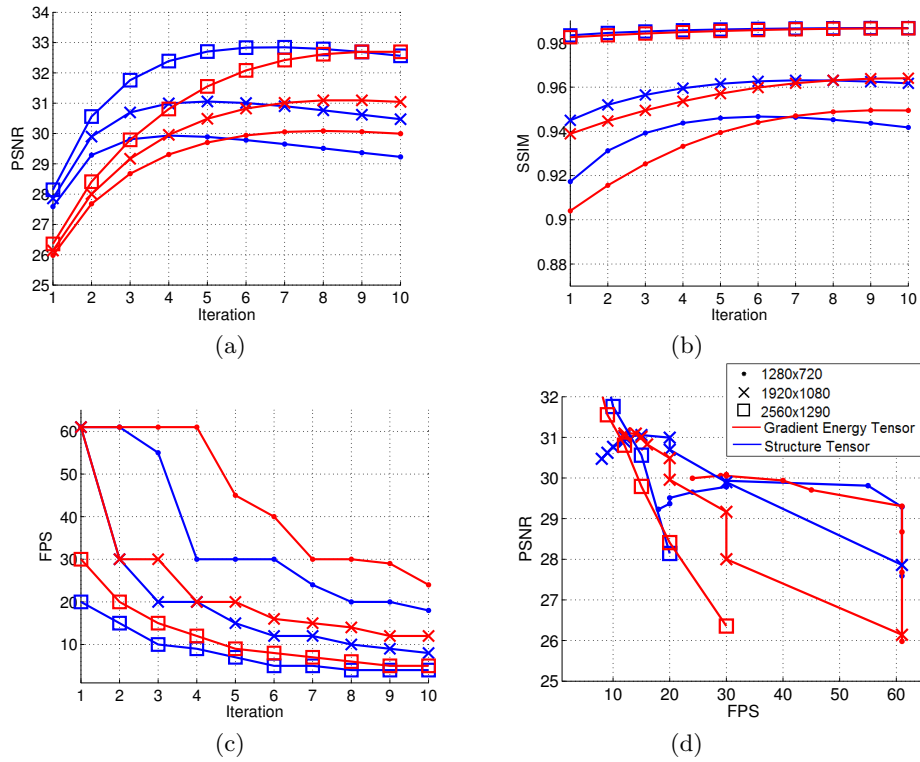 34
33
32
31
30
29
28
27
26
25
PSNR
1 2 3 4 5 6 7 8 9 10
Iteration
(a)
0.98
0.96
0.94
0.92
0.9
0.88
SSIM
1 2 3 4 5 6 7 8 9 10
Iteration
(b)
60
50
40
30
20
10
FPS
1 2 3 4 5 6 7 8 9 10
Iteration
(c)
1280x720
1920x1080
2560x1290
Gradient Energy Tensor
Structure Tensor
32
31
30
29
28
27
26
25
PSNR
10 20 30 40 50 60
FPS
(d)